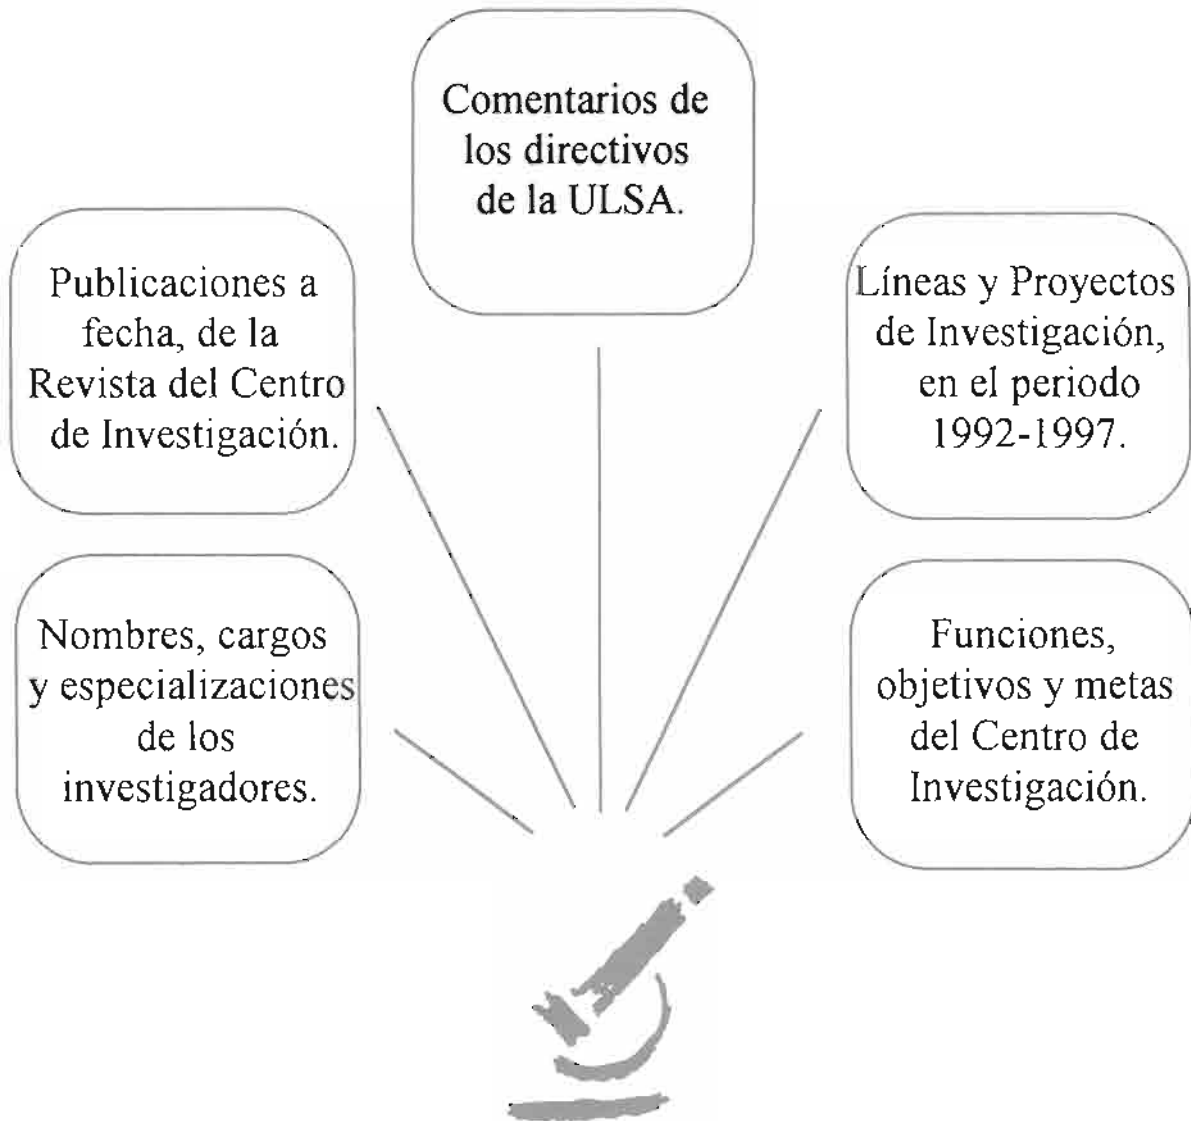 Comentarios de
los directivos
de la ULSA.
Publicaciones a
fecha, de la
Revista del Centro
de Investigación.
Líneas y Proyectos
de Investigación,
en el periodo
1992-1997.
Nombres, cargos
y especializaciones
de los
investigadores.
Funciones,
objetivos y metas
del Centro de
Investigación.